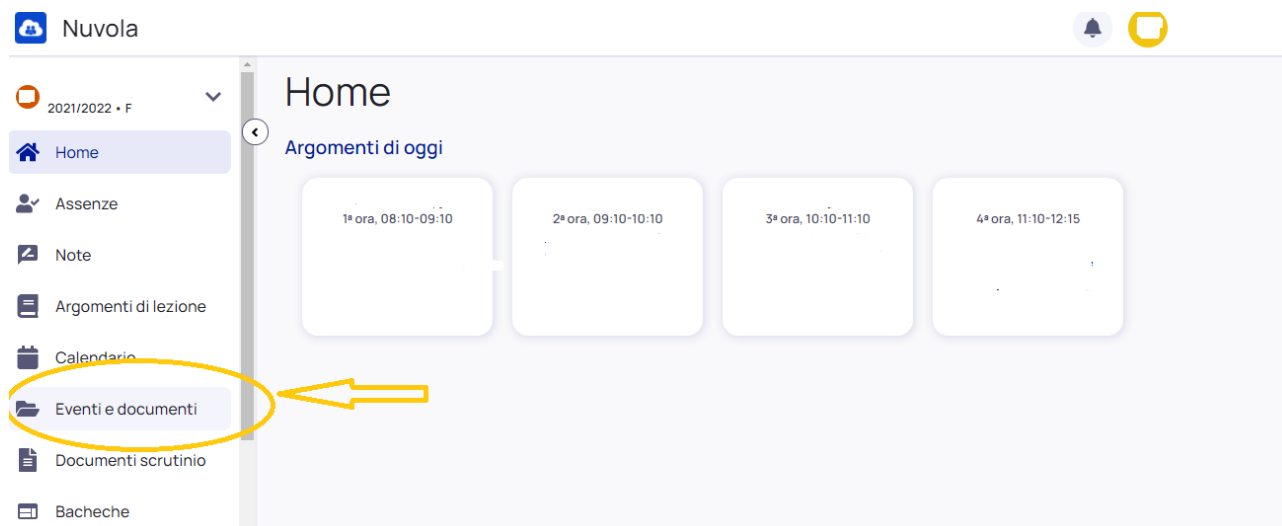 Nuvola
2021/2022 • F
Home
Assenze
Note
Argomenti di lezione
Calendario
Eventi e documenti
Documenti scrutinio
Bacheche
Home
Argomenti di oggi
1ª ora, 08:10-09:10
2ª ora, 09:10-10:10
3ª ora, 10:10-11:10
4ª ora, 11:10-12:15